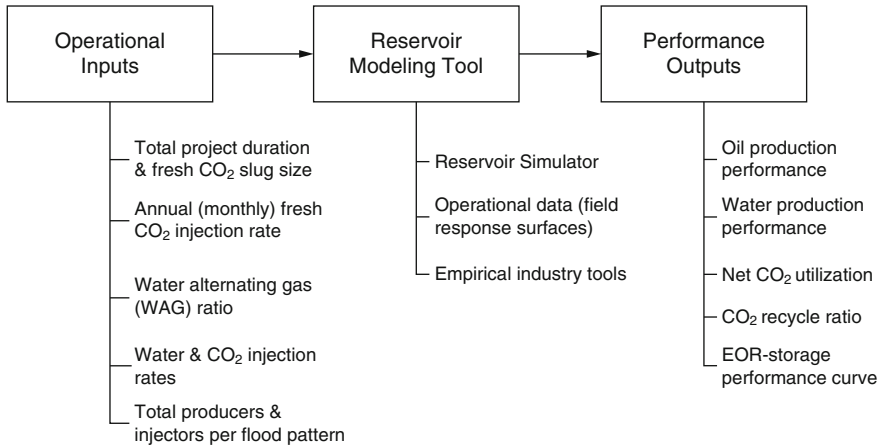 Operational
Inputs
Reservoir
Modeling Tool
Performance
Outputs
Total project duration
& fresh CO₂ slug size
Annual (monthly) fresh
CO₂ injection rate
Water alternating gas
(WAG) ratio
Water & CO₂ injection
rates
Total producers &
injectors per flood pattern
Reservoir Simulator
Operational data (field
response surfaces)
Empirical industry tools
Oil production
performance
Water production
performance
Net CO₂ utilization
CO₂ recycle ratio
EOR-storage
performance curve